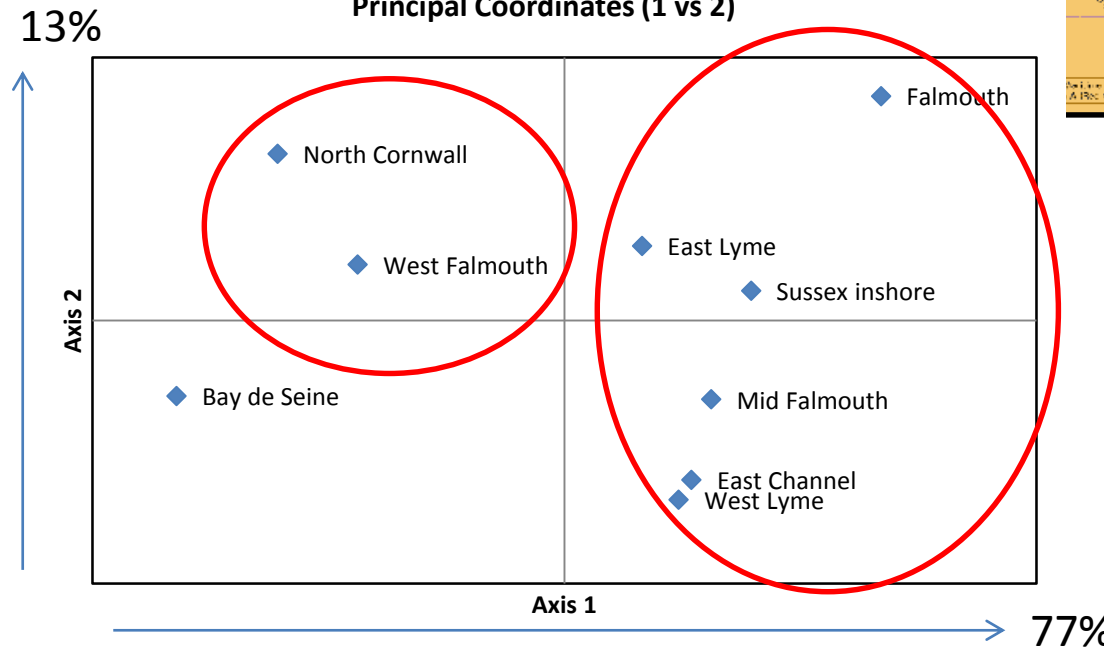 Principal Coordinates (1 vs 2)
13%
Falmouth
North Cornwall
East Lyme
West Falmouth
Sussex inshore
Axis 2
Bay de Seine
Mid Falmouth
East Channel
West Lyme
Axis 1
77%